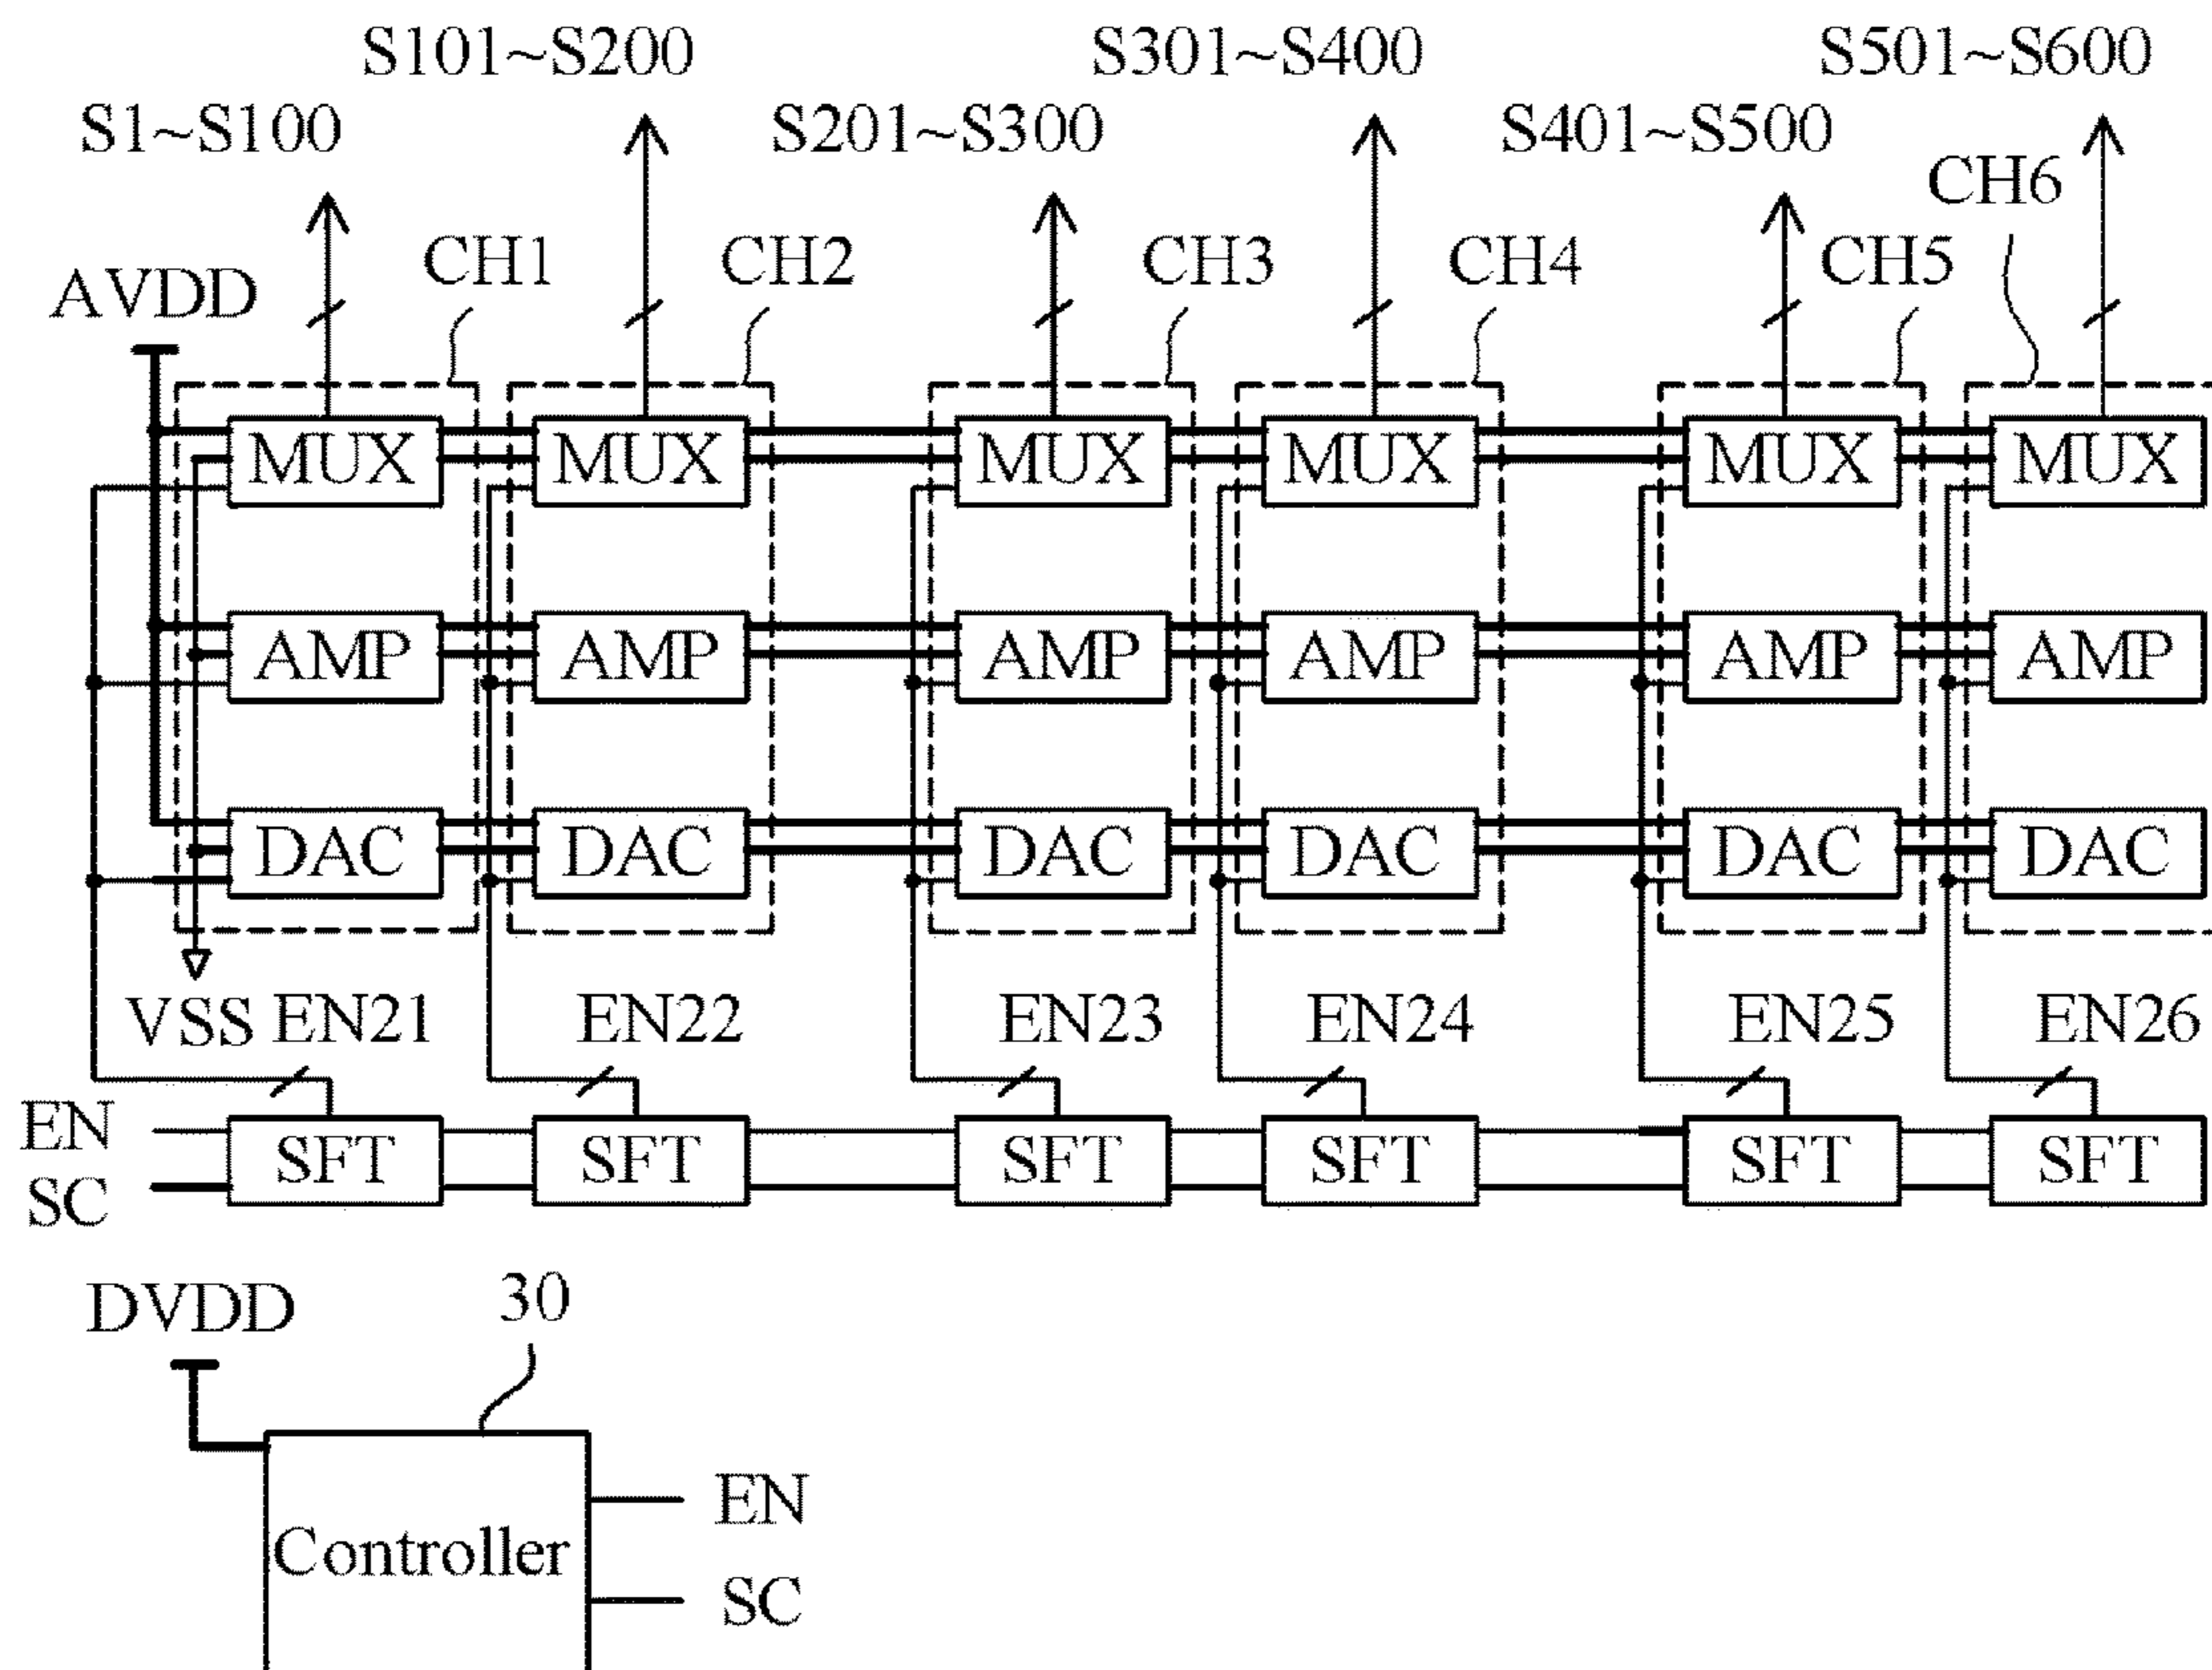 S101~S200 S301~S400 S501~S600
S1~S100 S201~S300 S401~S500
CH6
AVDD CH1 CH2 CH3 CH4 CH5
MUX MUX MUX MUX MUX MUX
AMP AMP AMP AMP AMP AMP
DAC DAC DAC DAC DAC DAC
VSS EN21 EN22 EN23 EN24 EN25 EN26
EN
SFT SFT SFT SFT SFT SFT
SC
DVDD 30
EN
Controller
SC